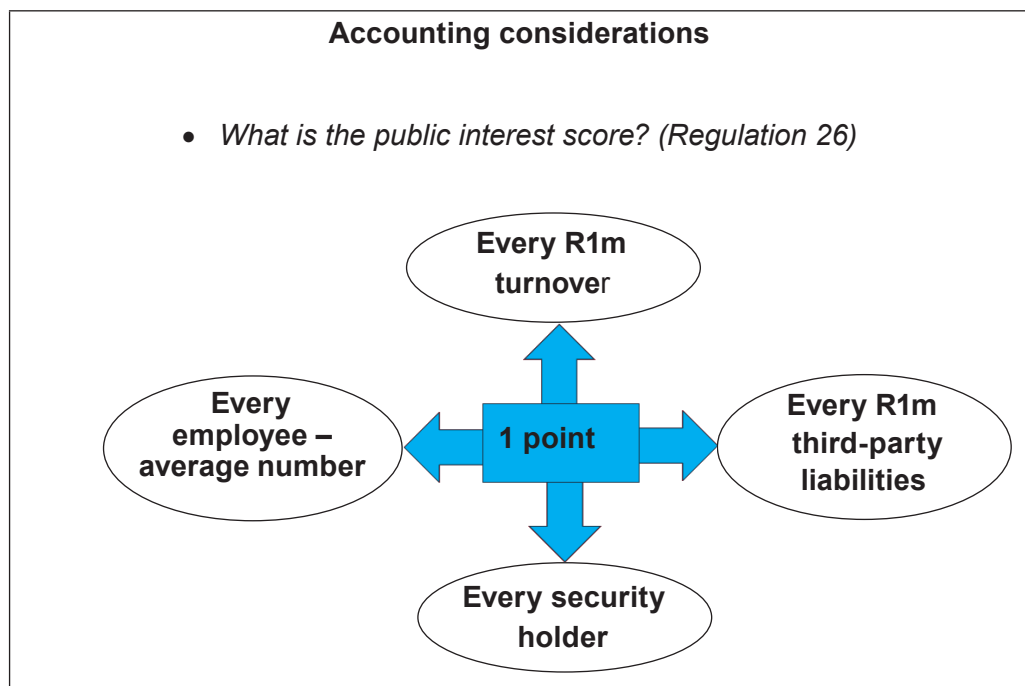 Accounting considerations
• What is the public interest score? (Regulation 26)
Every R1m
turnover
Every
employee –
average number
1 point
Every R1m
third-party
liabilities
Every security
holder